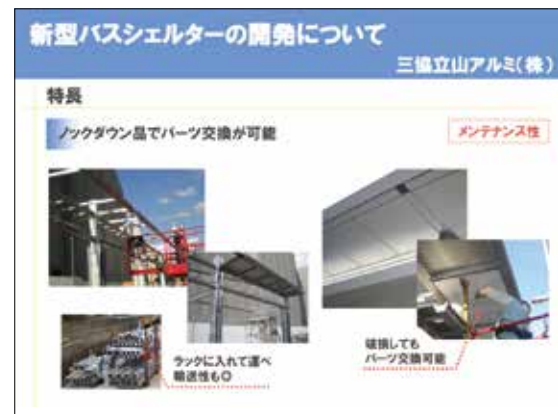 新型バスシェルターの開発について
三協立山アルミ(株)
特長
ノックダウン品でパーツ交換が可能
メンテナンス性
ラックに入れて運べ
輸送性も◎
破損しても
パーツ交換可能